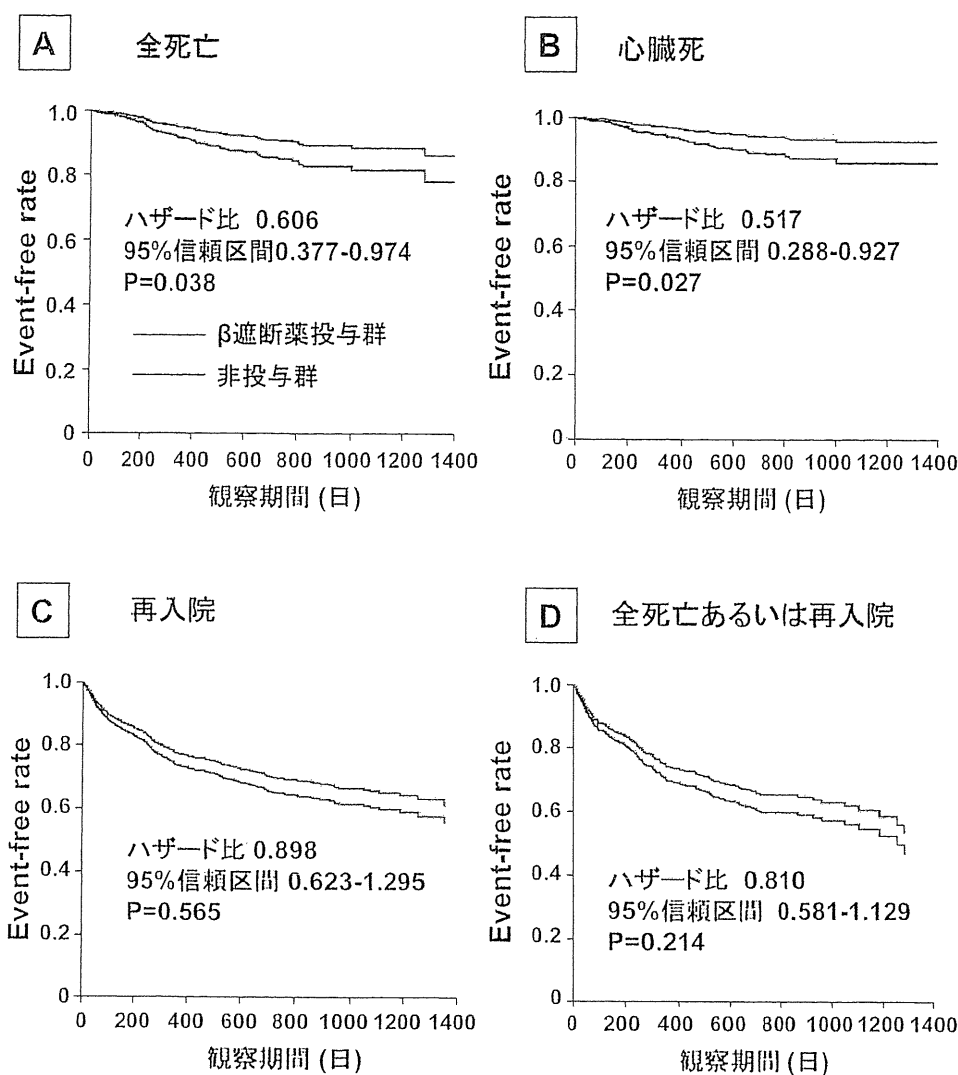 A 全死亡
Event-free rate
1.0
0.8
0.6
0.4
0.2
0
ハザード比 0.606
95%信頼区間0.377-0.974
P=0.038
β遮断薬投与群
非投与群
0 200 400 600 800 1000 1200 1400
観察期間 (日)
B 心臓死
Event-free rate
1.0
0.8
0.6
0.4
0.2
0
ハザード比 0.517
95%信頼区間 0.288-0.927
P=0.027
0 200 400 600 800 1000 1200 1400
観察期間 (日)
C 再入院
Event-free rate
1.0
0.8
0.6
0.4
0.2
0
ハザード比 0.898
95%信頼区間 0.623-1.295
P=0.565
0 200 400 600 800 1000 1200 1400
観察期間 (日)
D 全死亡あるいは再入院
Event-free rate
1.0
0.8
0.6
0.4
0.2
0
ハザード比 0.810
95%信頼区間 0.581-1.129
P=0.214
0 200 400 600 800 1000 1200 1400
観察期間 (日)